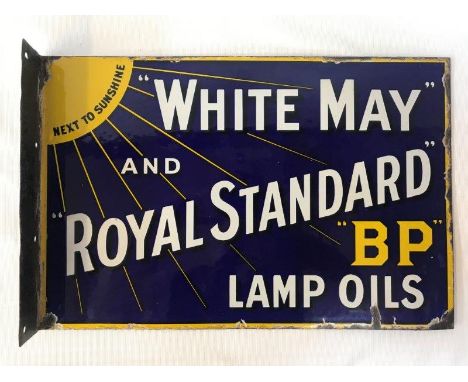 NEXT TO SUNSHINE
"WHITE MAY"
AND
"ROYAL STANDARD"
"BP"
LAMP OILS